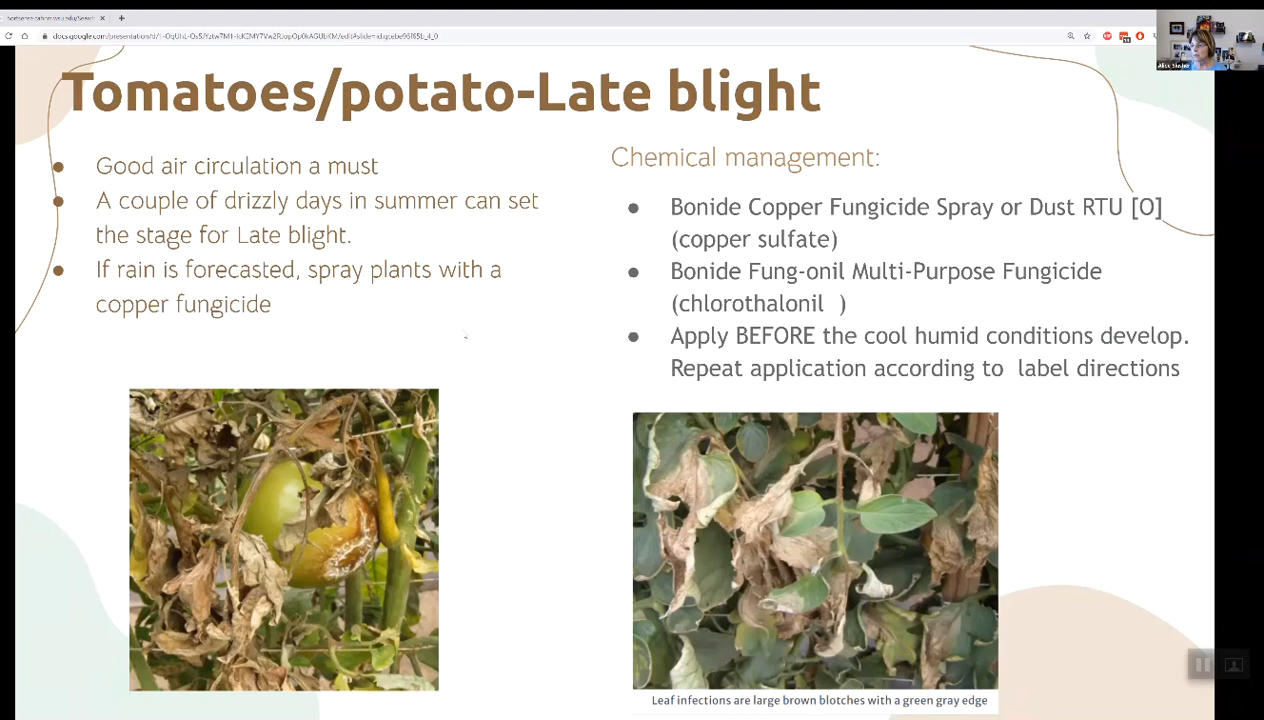 Tomatoes/potato-Late blight
● Good air circulation a must
● A couple of drizzly days in summer can set
the stage for Late blight.
● If rain is forecasted, spray plants with a
copper fungicide
Chemical management:
● Bonide Copper Fungicide Spray or Dust RTU [O]
(copper sulfate)
● Bonide Fung-onil Multi-Purpose Fungicide
(chlorothalonil )
● Apply BEFORE the cool humid conditions develop.
Repeat application according to label directions
Leaf infections are large brown blotches with a green gray edge